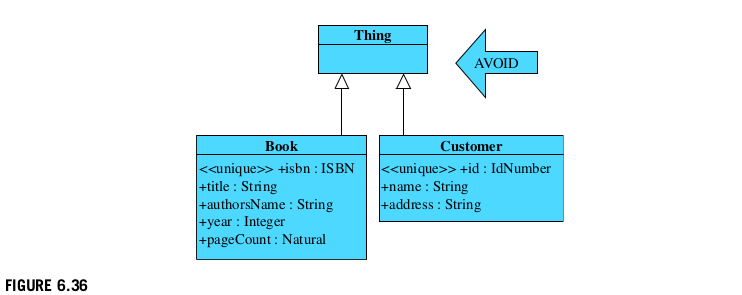 Thing
AVOID
Book
<<unique>> +isbn : ISBN
+title : String
+authorsName : String
+year : Integer
+pageCount : Natural
Customer
<<unique>> +id : IdNumber
+name : String
+address : String
FIGURE 6.36